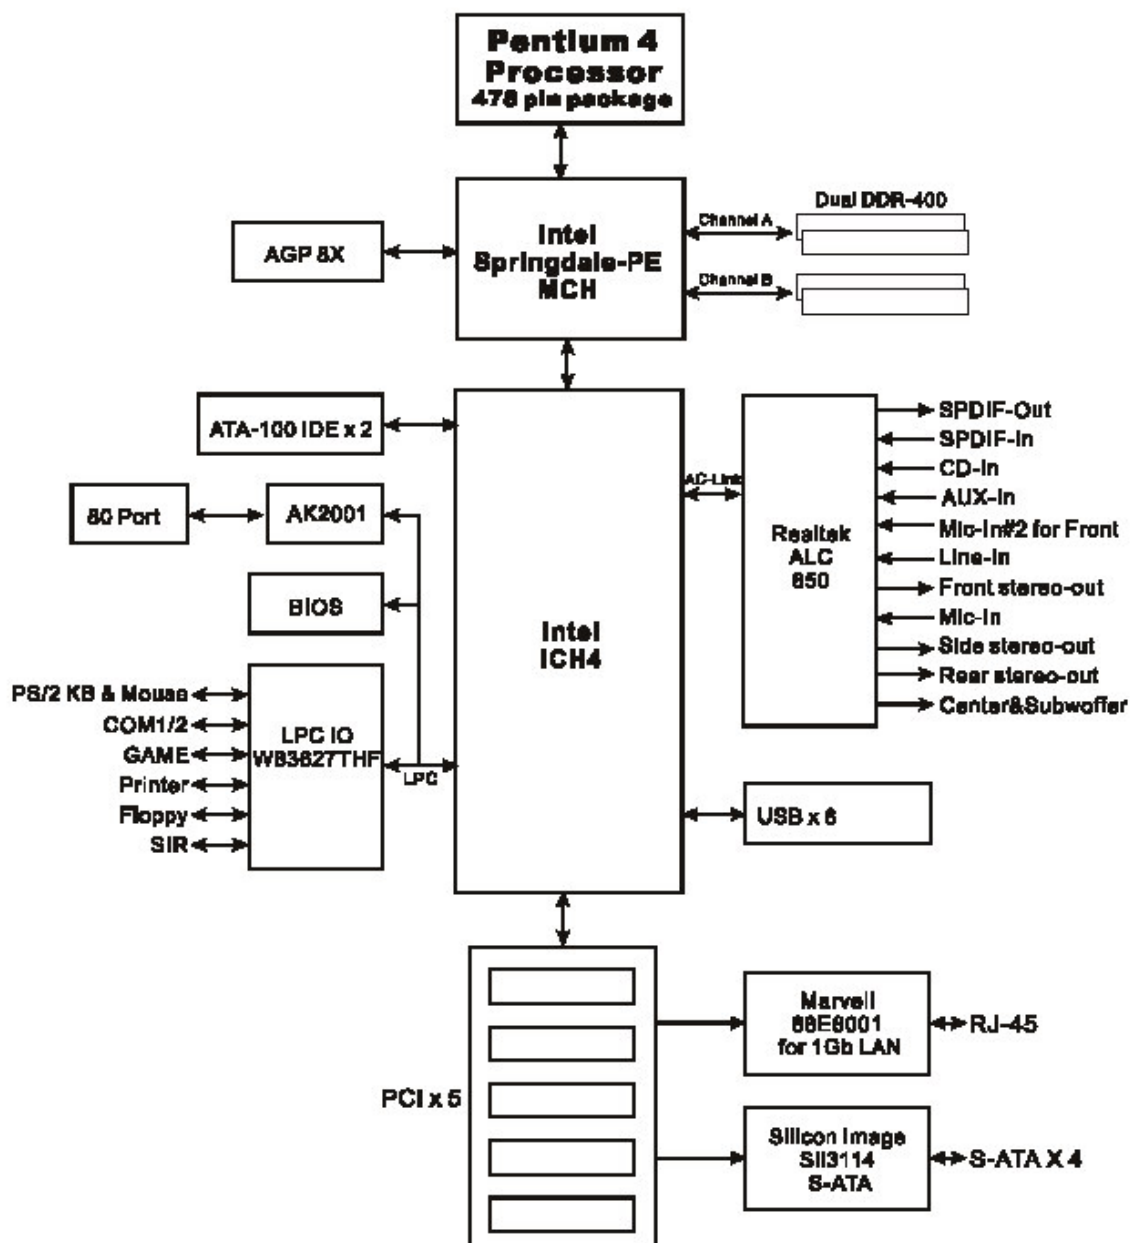 Pentium 4
Processor
478 pin package
Intel
Springdale-PE
MCH
AGP 8X
Channel A
Channel B
Dual DDR-400
ATA-100 IDE x 2
80 Port
AK2001
BIOS
PS/2 KB & Mouse
COM1/2
GAME
Printer
Floppy
SIR
LPC IO
W83627THF
LPC
Intel
ICH4
AC-Link
Realtek
ALC
850
SPDIF-Out
SPDIF-In
CD-In
AUX-In
Mic-In#2 for Front
Line-In
Front stereo-out
Mic-In
Side stereo-out
Rear stereo-out
Center&Subwoffer
USB x 6
PCI x 5
Marvell
88E8001
for 1Gb LAN
RJ-45
Silicon Image
SII3114
S-ATA
S-ATA X 4